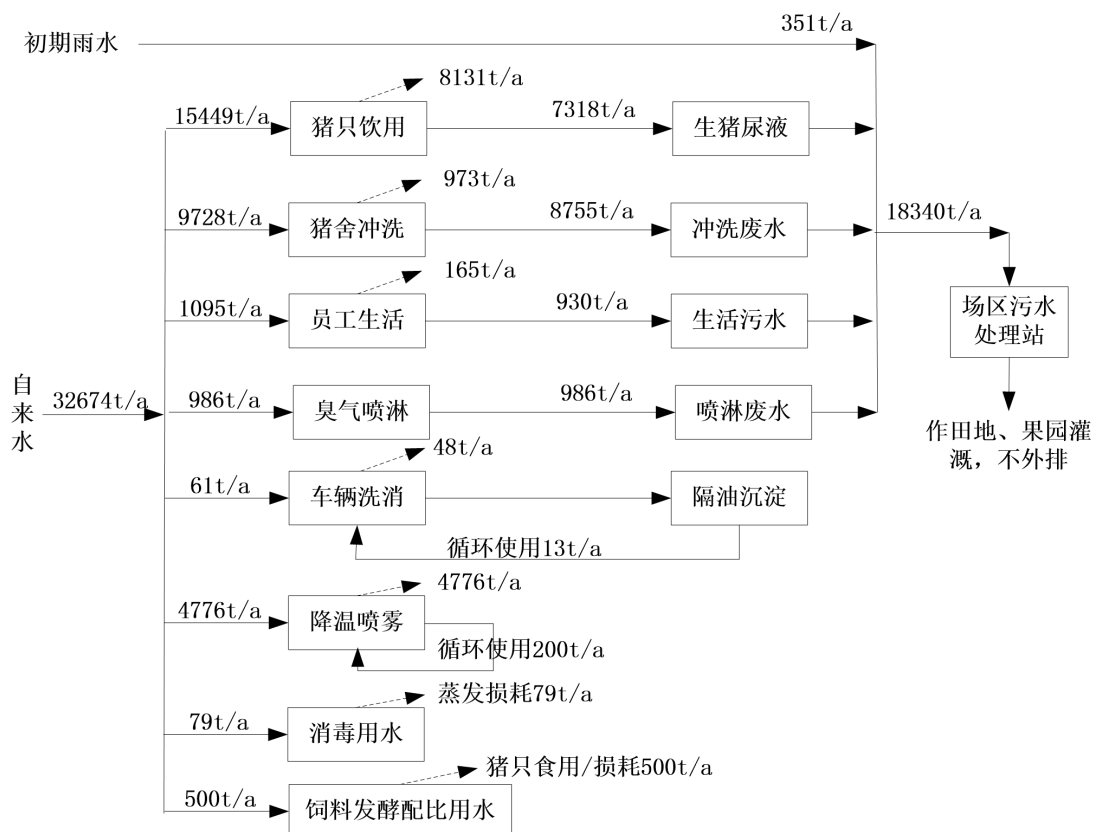 初期雨水
351t/a
8131t/a
15449t/a
猪只饮用
7318t/a
生猪尿液
973t/a
9728t/a
猪舍冲洗
8755t/a
冲洗废水
18340t/a
165t/a
1095t/a
员工生活
930t/a
生活污水
场区污水
处理站
自
来
水
32674t/a
986t/a
臭气喷淋
986t/a
喷淋废水
作田地、果园灌
溉，不外排
48t/a
61t/a
车辆洗消
隔油沉淀
循环使用13t/a
4776t/a
4776t/a
降温喷雾
循环使用200t/a
蒸发损耗79t/a
79t/a
消毒用水
猪只食用/损耗500t/a
500t/a
饲料发酵配比用水